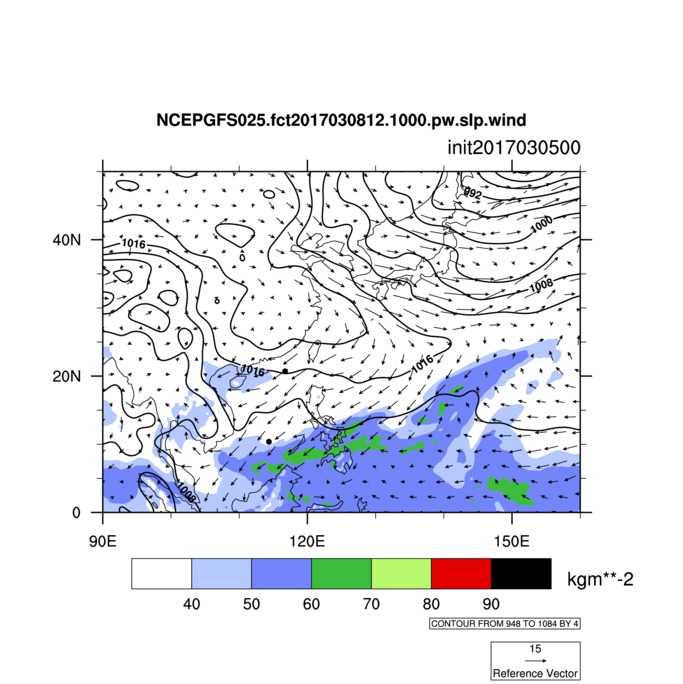 NCEPGFS025.fct2017030812.1000.pw.slp.wind
init2017030500
992
1000
1016
40N
1008
1016
1016
20N
1008
0
90E
120E
150E
kgm**-2
40
50
60
70
80
90
CONTOUR FROM 948 TO 1084 BY 4
15
Reference Vector